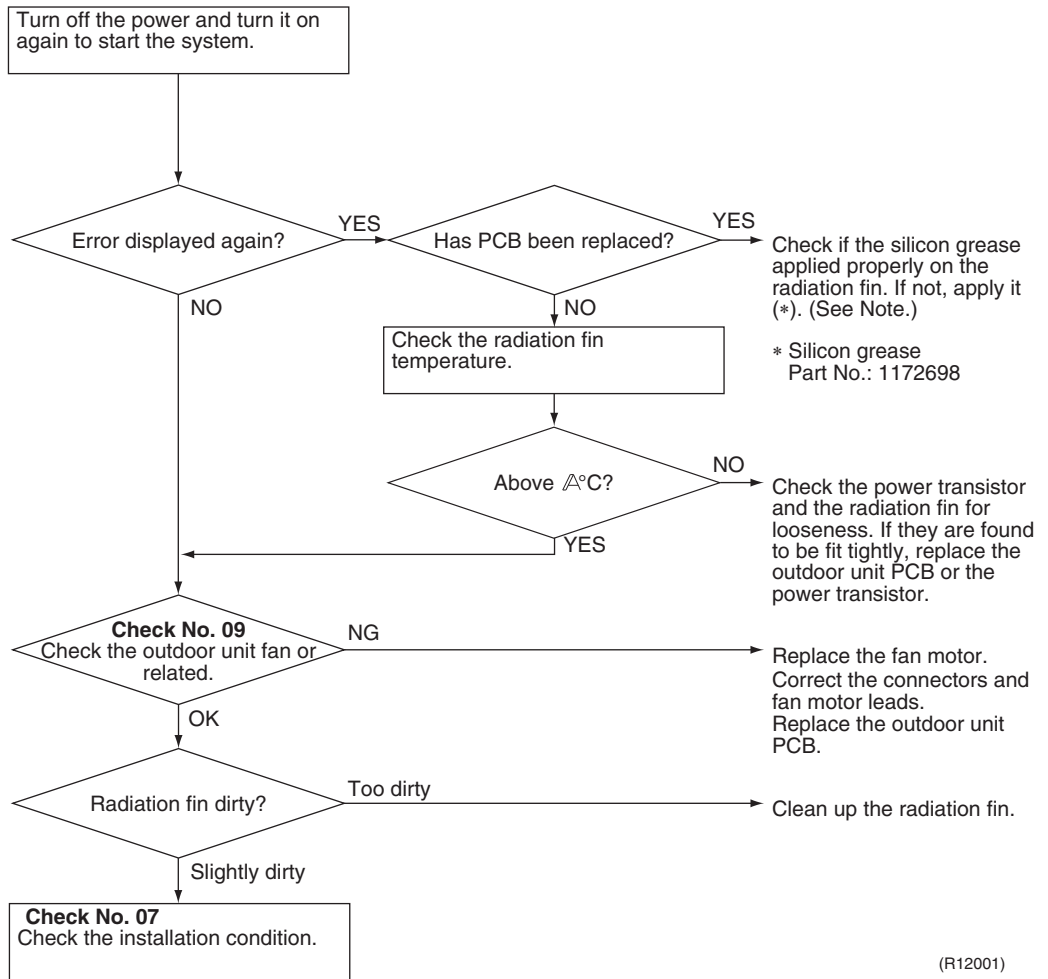 Turn off the power and turn it on
again to start the system.
Error displayed again?
YES
Has PCB been replaced?
YES
Check if the silicon grease
applied properly on the
radiation fin. If not, apply it
(∗). (See Note.)
∗ Silicon grease
Part No.: 1172698
NO
NO
Check the radiation fin
temperature.
Above 𝔸°C?
NO
Check the power transistor
and the radiation fin for
looseness. If they are found
to be fit tightly, replace the
outdoor unit PCB or the
power transistor.
YES
Check No. 09
Check the outdoor unit fan or
related.
NG
Replace the fan motor.
Correct the connectors and
fan motor leads.
Replace the outdoor unit
PCB.
OK
Radiation fin dirty?
Too dirty
Clean up the radiation fin.
Slightly dirty
Check No. 07
Check the installation condition.
(R12001)